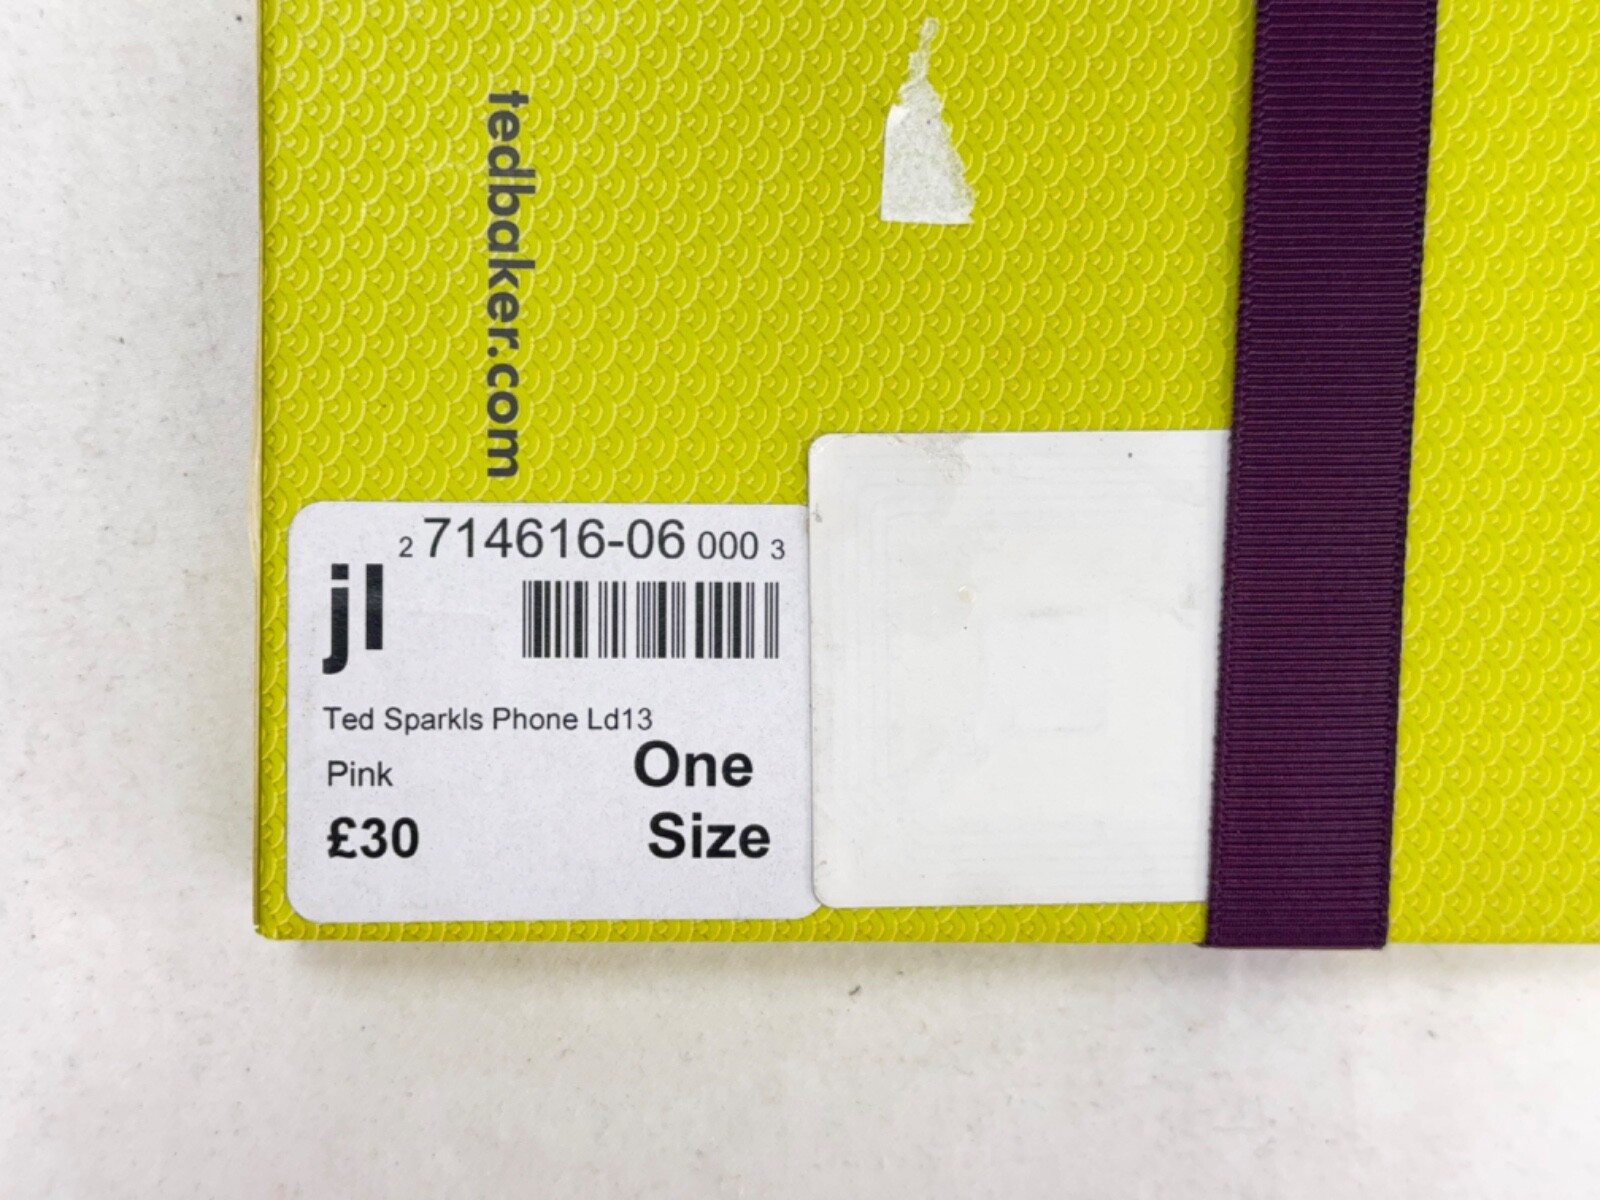 tedbaker.com
2 714616-06 000 3
jl
Ted Sparkls Phone Ld13
Pink
One
Size
£30